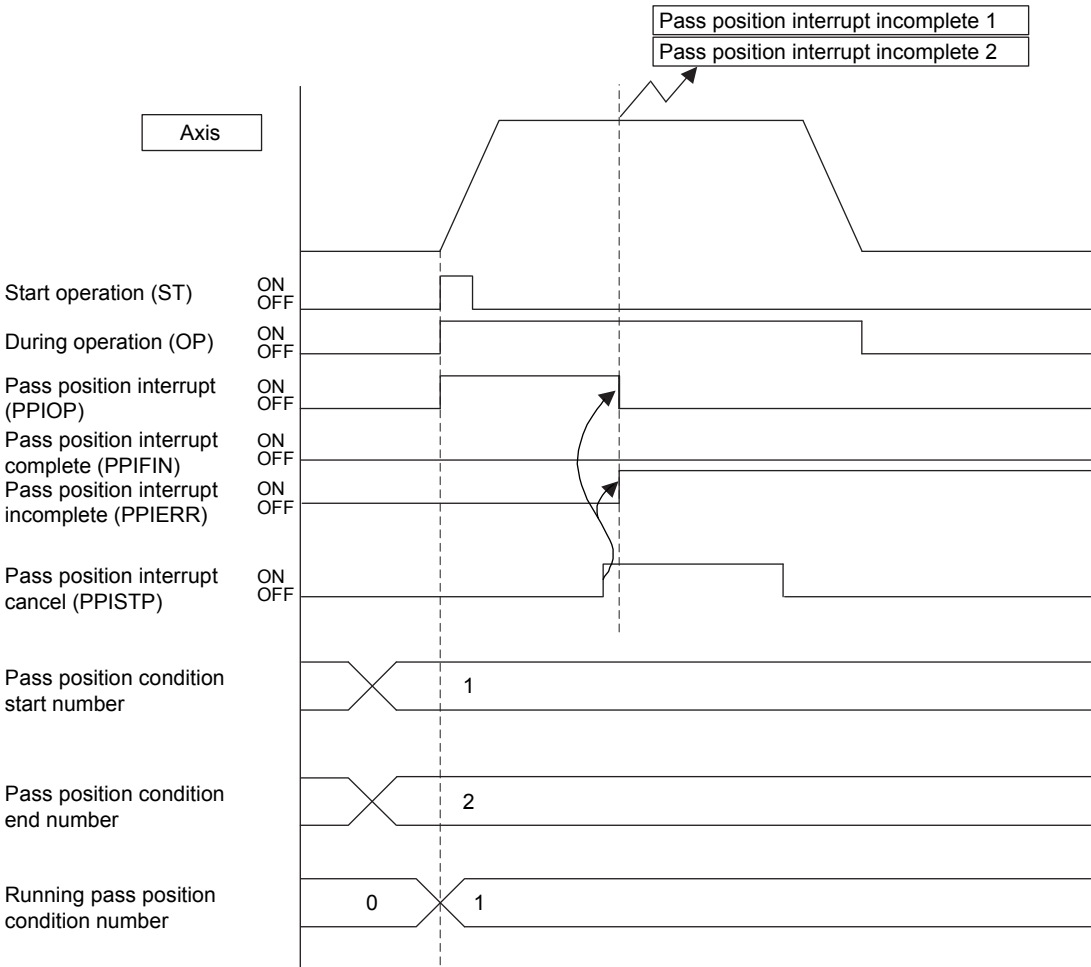 Pass position interrupt incomplete 1
Pass position interrupt incomplete 2
Axis
Start operation (ST)
ON
OFF
During operation (OP)
ON
OFF
Pass position interrupt
(PPIOP)
ON
OFF
Pass position interrupt
complete (PPIFIN)
ON
OFF
Pass position interrupt
incomplete (PPIERR)
ON
OFF
Pass position interrupt
cancel (PPISTP)
ON
OFF
Pass position condition
start number
1
Pass position condition
end number
2
Running pass position
condition number
0
1